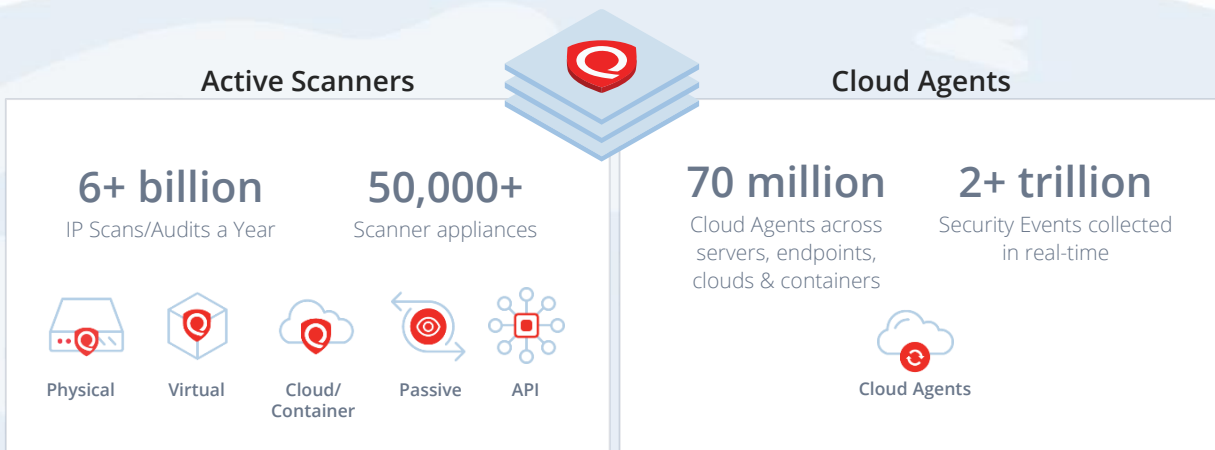 Active Scanners
6+ billion
IP Scans/Audits a Year
50,000+
Scanner appliances
Physical
Virtual
Cloud/
Container
Passive
API
Cloud Agents
70 million
Cloud Agents across
servers, endpoints,
clouds & containers
2+ trillion
Security Events collected
in real-time
Cloud Agents